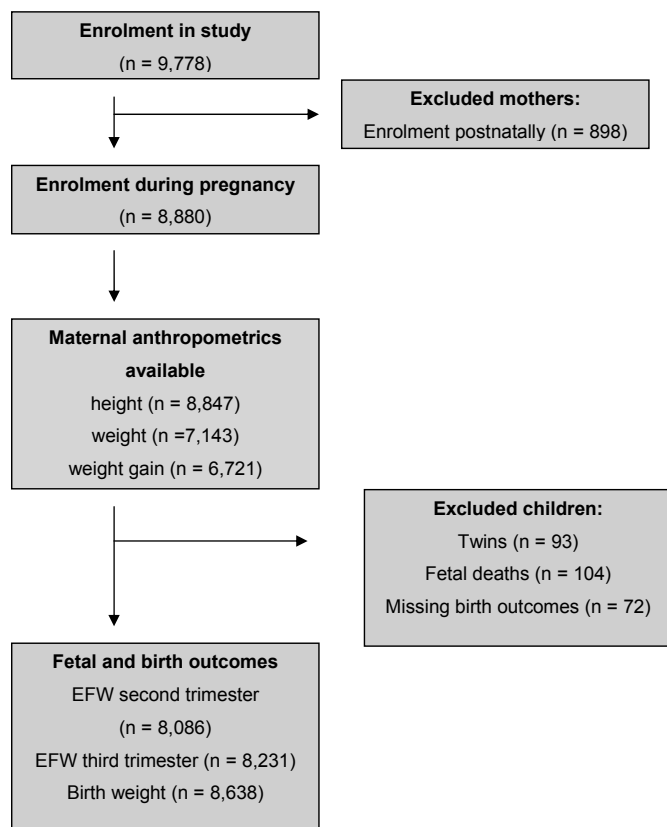 Enrolment in study
(n = 9,778)
Excluded mothers:
Enrolment postnatally (n = 898)
Enrolment during pregnancy
(n = 8,880)
Maternal anthropometrics
available
height (n = 8,847)
weight (n =7,143)
weight gain (n = 6,721)
Excluded children:
Twins (n = 93)
Fetal deaths (n = 104)
Missing birth outcomes (n = 72)
Fetal and birth outcomes
EFW second trimester
(n = 8,086)
EFW third trimester (n = 8,231)
Birth weight (n = 8,638)